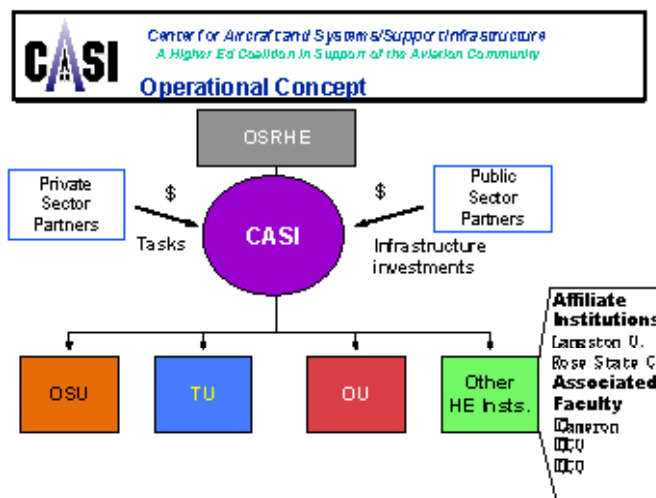 CASI
Center for Aircraft and Systems/Support Infrastructure
A Higher Ed Coalition in Support of the Aviation Community
Operational Concept
OSRHE
Private
Sector
Partners
$
Tasks
CASI
$
Infrastructure
investments
Public
Sector
Partners
OSU
TU
OU
Other
HE Insts.
Affiliate
Institutions
Langston U.
Rose State C
Associated
Faculty
Cameron